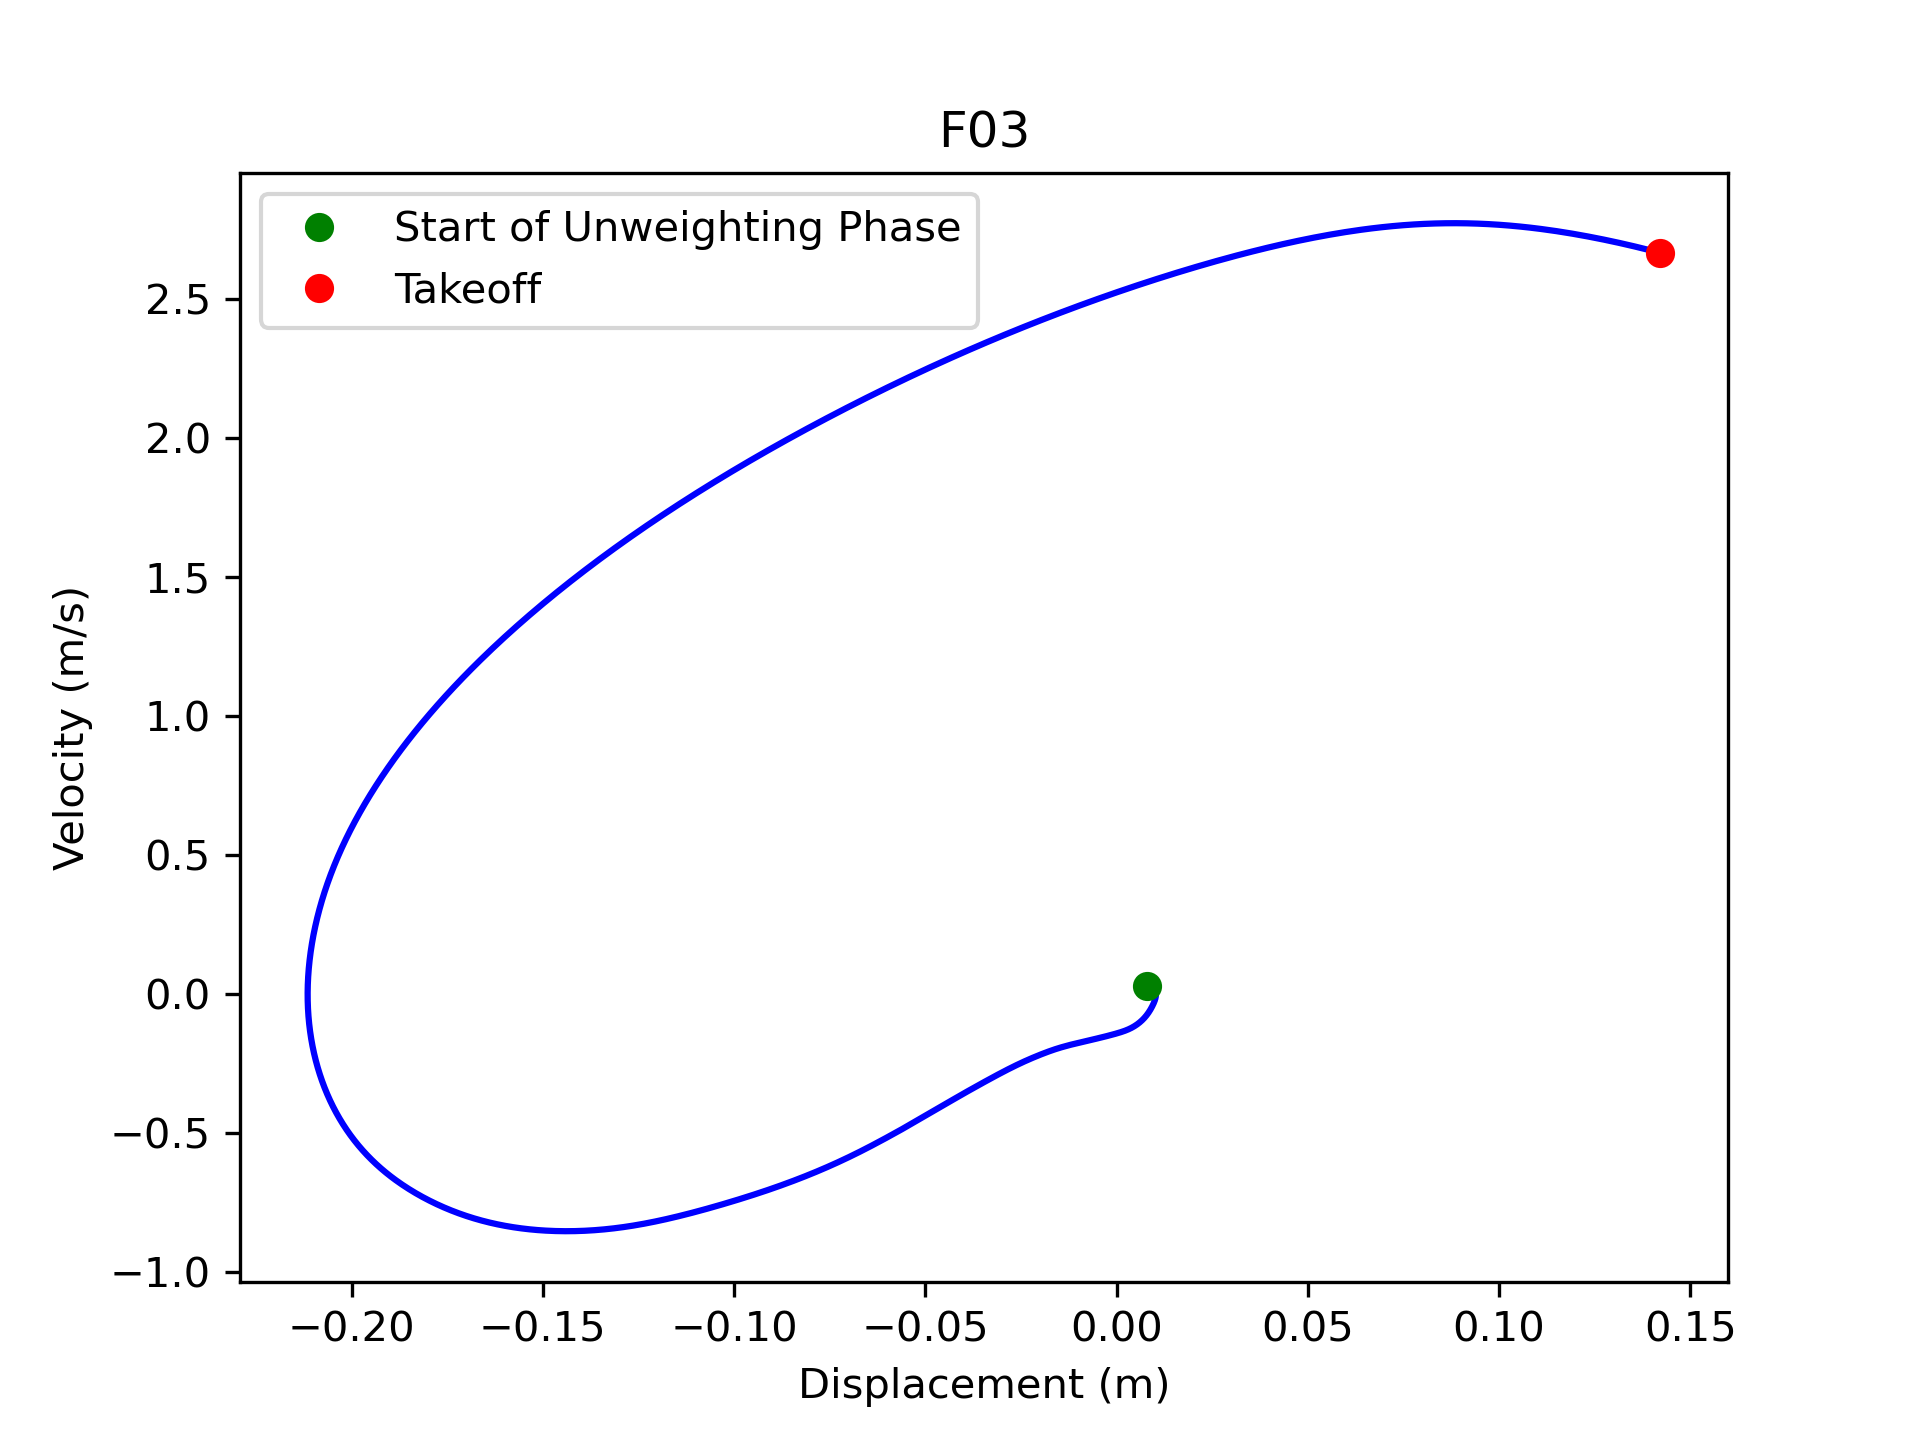 F03
Start of Unweighting Phase
Takeoff
2.5
2.0
1.5
1.0
0.5
0.0
−0.5
−1.0
Velocity (m/s)
−0.20 −0.15 −0.10 −0.05 0.00 0.05 0.10 0.15
Displacement (m)